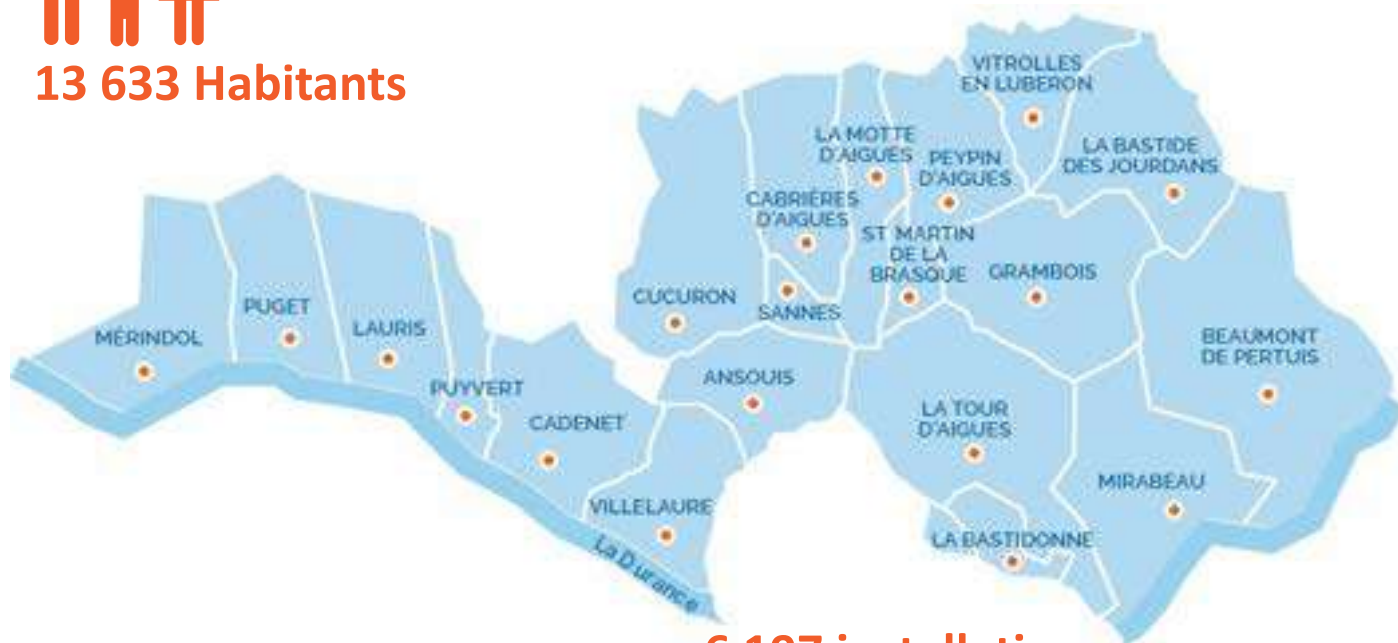 13 633 Habitants
VITROLLES
EN LUBERON
LA MOTTE
D'AIGUES
PEYPIN
D'AIGUES
LA BASTIDE
DES JOURDANS
CABRIÈRES
D'AIGUES
ST MARTIN
DE LA
BRASQUE
GRAMBOIS
CUCURON
SANNES
PUGET
LAURIS
MÉRINDOL
BEAUMONT
DE PERTUIS
PUYVERT
ANSOUIS
CADENET
LA TOUR
D'AIGUES
MIRABEAU
VILLELAURE
LA BASTIDONNE
La Durance